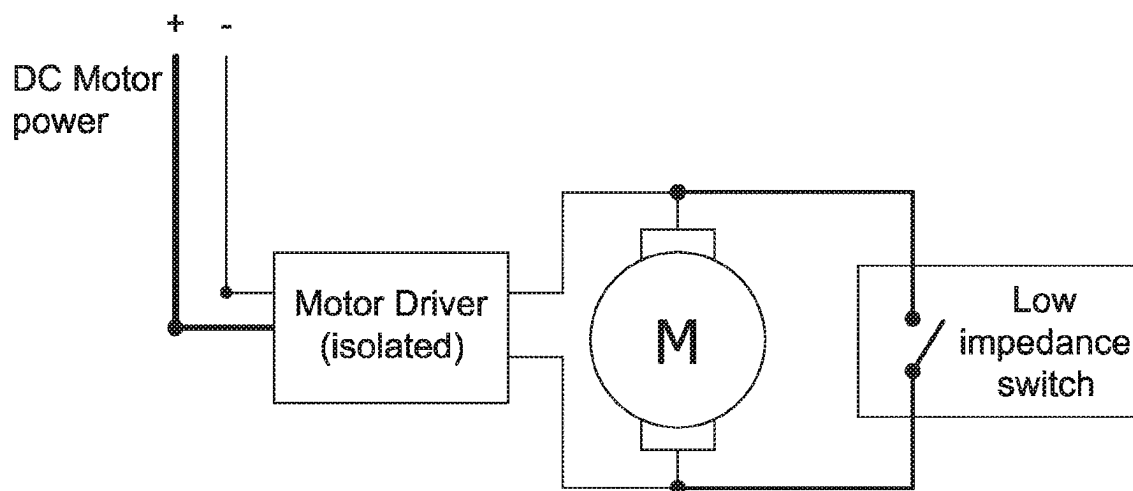 + -
DC Motor
power
Motor Driver
(isolated)
M
Low
impedance
switch